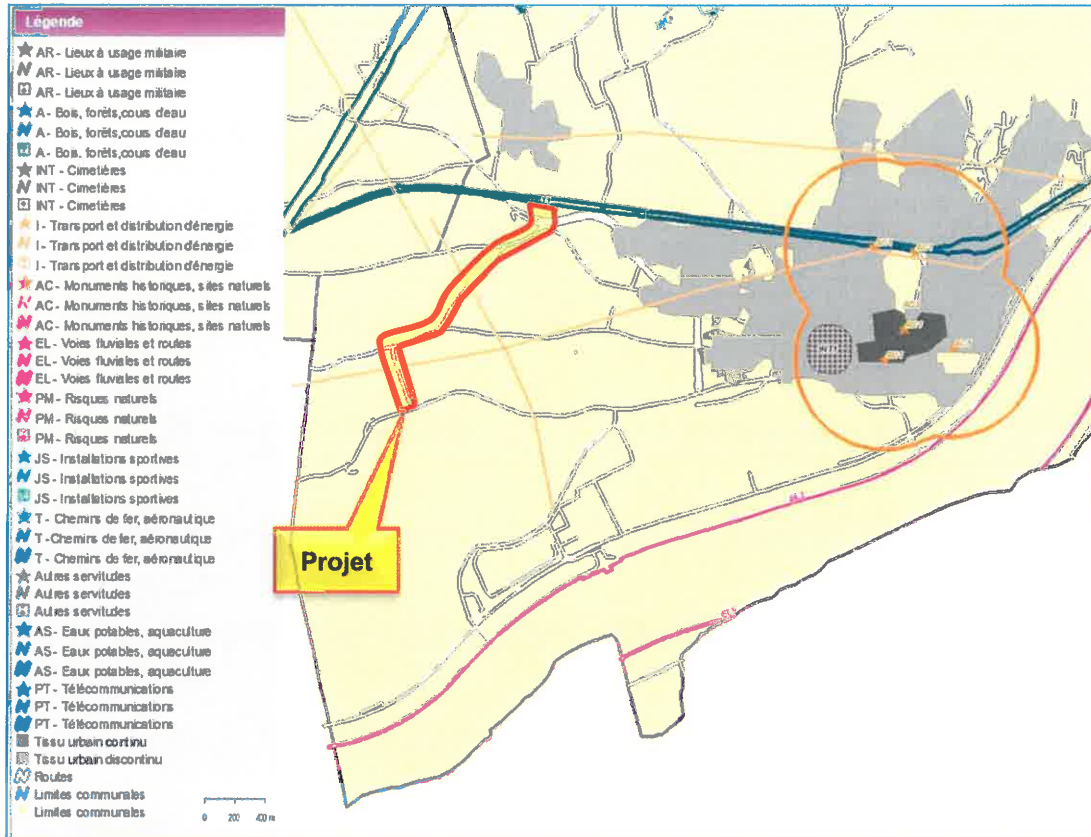 Légende
AR - Lieux à usage militaire
AR - Lieux à usage militaire
AR - Lieux à usage militaire
A - Bois, forêts,cours d'eau
A - Bois, forêts,cours d'eau
A - Bois, forêts,cours d'eau
INT - Cimetières
INT - Cimetières
INT - Cimetières
I - Transport et distribution d'énergie
I - Transport et distribution d'énergie
I - Transport et distribution d'énergie
AC - Monuments historiques, sites naturels
AC - Monuments historiques, sites naturels
AC - Monuments historiques, sites naturels
EL - Voies fluviales et routes
EL - Voies fluviales et routes
EL - Voies fluviales et routes
PM - Risques naturels
PM - Risques naturels
PM - Risques naturels
JS - Installations sportives
JS - Installations sportives
JS - Installations sportives
T - Chemins de fer, aéronautique
T - Chemins de fer, aéronautique
T - Chemins de fer, aéronautique
Autres servitudes
Autres servitudes
Autres servitudes
AS - Eaux potables, aquaculture
AS - Eaux potables, aquaculture
AS - Eaux potables, aquaculture
PT - Télécommunications
PT - Télécommunications
PT - Télécommunications
Tissu urbain continu
Tissu urbain discontinu
Routes
Limites communales
Limites communales
0 200 400 m
Projet